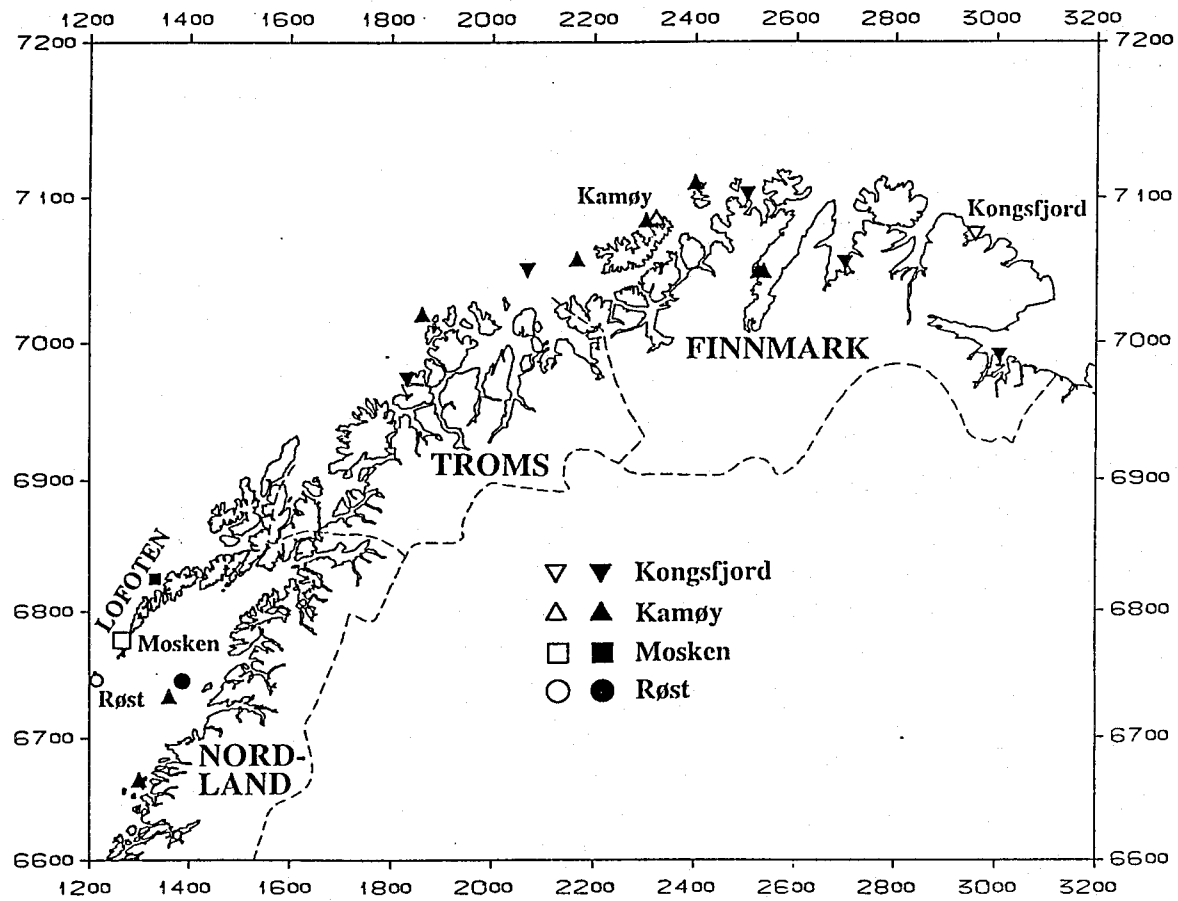 1200 1400 1600 1800 2000 2200 2400 2600 2800 3000 3200
7200 7200
7100 7100
Kamøy
Kongsfjord
7000 7000
FINNMARK
TROMS
6900 6900
LOFOTEN
Kongsfjord
6800 Kamøy 6800
Mosken Mosken
Røst Røst
6700 6700
NORD-
LAND
6600 6600
1200 1400 1600 1800 2000 2200 2400 2600 2800 3000 3200